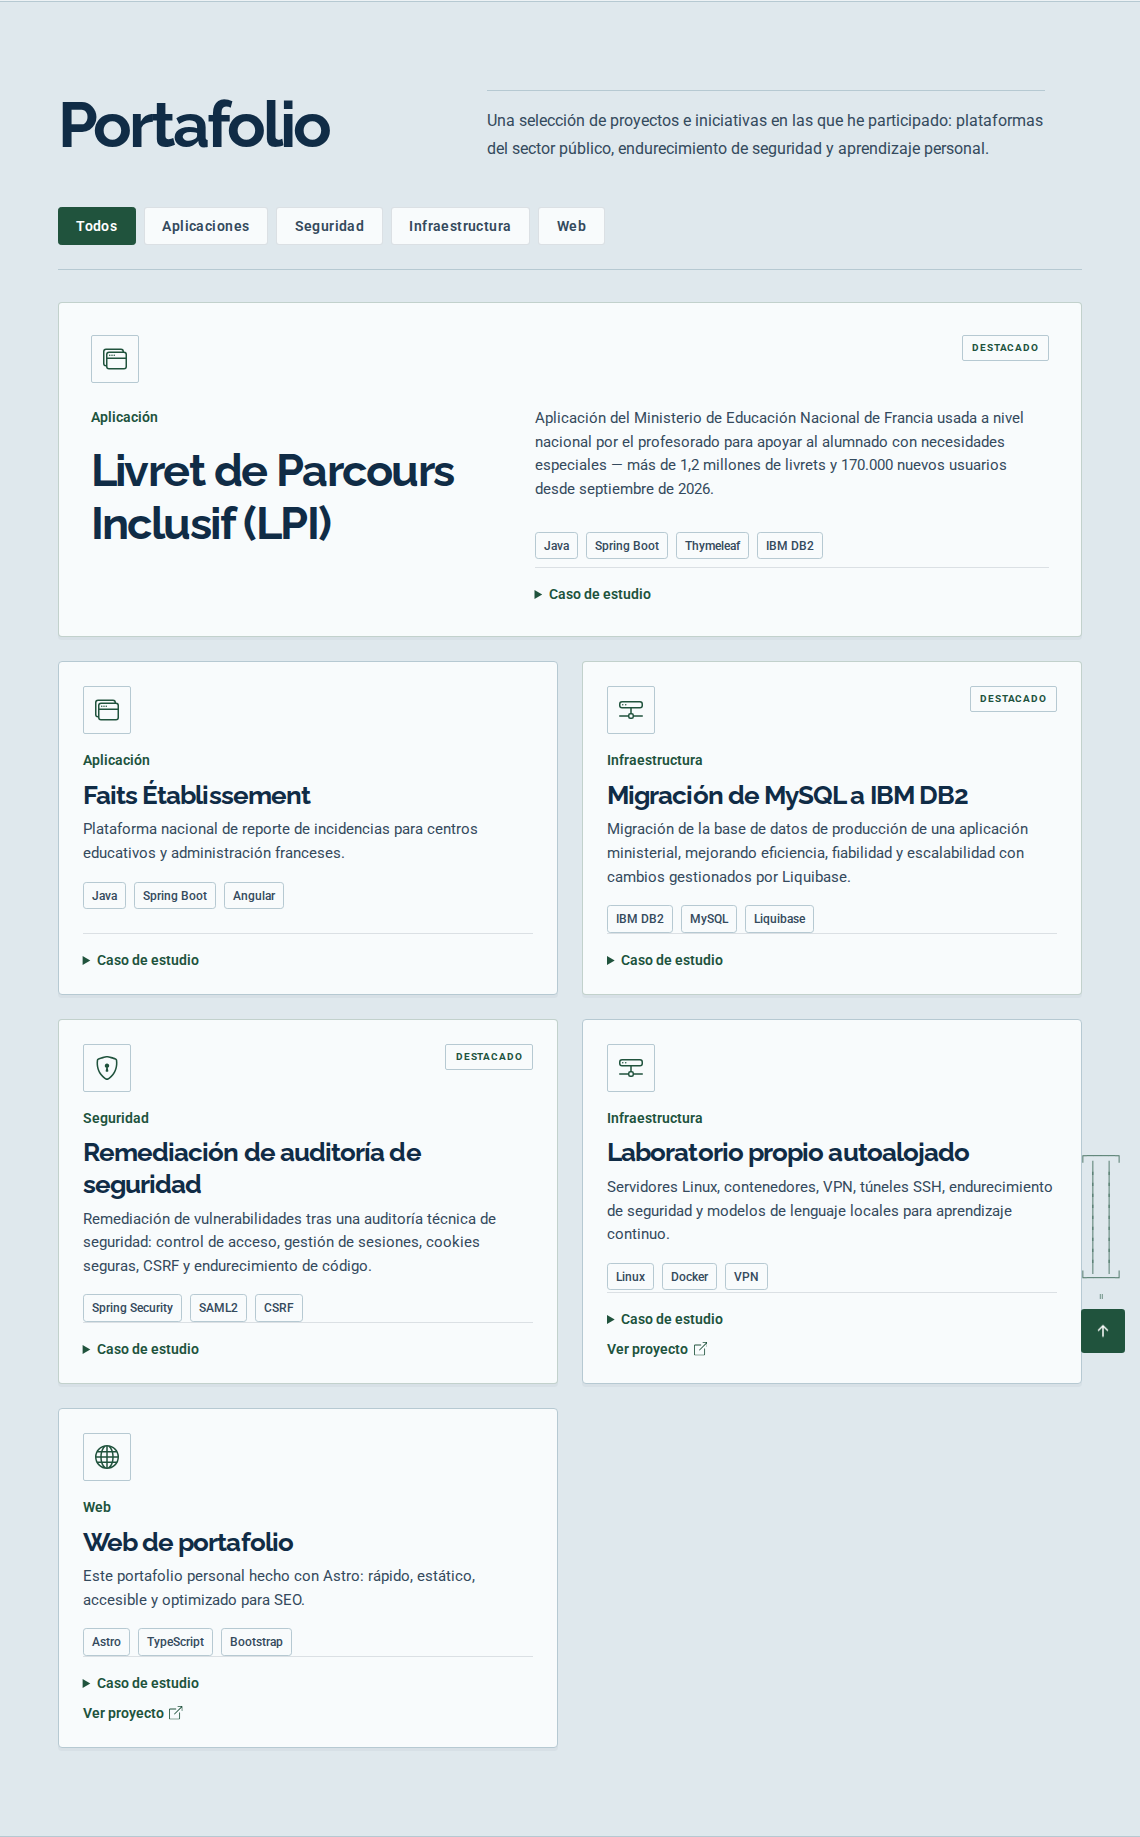 Portafolio
Una selección de proyectos e iniciativas en las que he participado: plataformas
del sector público, endurecimiento de seguridad y aprendizaje personal.
Todos
Aplicaciones
Seguridad
Infraestructura
Web
DESTACADO
Aplicación
Livret de Parcours
Inclusif (LPI)
Aplicación del Ministerio de Educación Nacional de Francia usada a nivel
nacional por el profesorado para apoyar al alumnado con necesidades
especiales — más de 1,2 millones de livrets y 170.000 nuevos usuarios
desde septiembre de 2026.
Java
Spring Boot
Thymeleaf
IBM DB2
Caso de estudio
Aplicación
Faits Établissement
Plataforma nacional de reporte de incidencias para centros
educativos y administración franceses.
Java
Spring Boot
Angular
Caso de estudio
DESTACADO
Infraestructura
Migración de MySQL a IBM DB2
Migración de la base de datos de producción de una aplicación
ministerial, mejorando eficiencia, fiabilidad y escalabilidad con
cambios gestionados por Liquibase.
IBM DB2
MySQL
Liquibase
Caso de estudio
DESTACADO
Seguridad
Remediación de auditoría de
seguridad
Remediación de vulnerabilidades tras una auditoría técnica de
seguridad: control de acceso, gestión de sesiones, cookies
seguras, CSRF y endurecimiento de código.
Spring Security
SAML2
CSRF
Caso de estudio
Infraestructura
Laboratorio propio autoalojado
Servidores Linux, contenedores, VPN, túneles SSH, endurecimiento
de seguridad y modelos de lenguaje locales para aprendizaje
continuo.
Linux
Docker
VPN
Caso de estudio
Ver proyecto
Web
Web de portafolio
Este portafolio personal hecho con Astro: rápido, estático,
accesible y optimizado para SEO.
Astro
TypeScript
Bootstrap
Caso de estudio
Ver proyecto